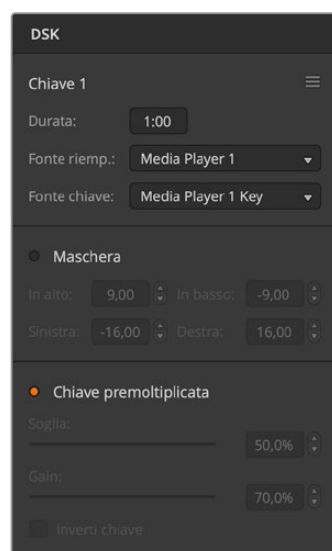 DSK
Chiave 1
Durata: 1:00
Fonte riemp.: Media Player 1
Fonte chiave: Media Player 1 Key
Maschera
In alto: 9,00 In basso: -9,00
Sinistra: -16,00 Destra: 16,00
Chiave premoltiplicata
Soglia:
50,0%
Gain:
70,0%
Inverti chiave